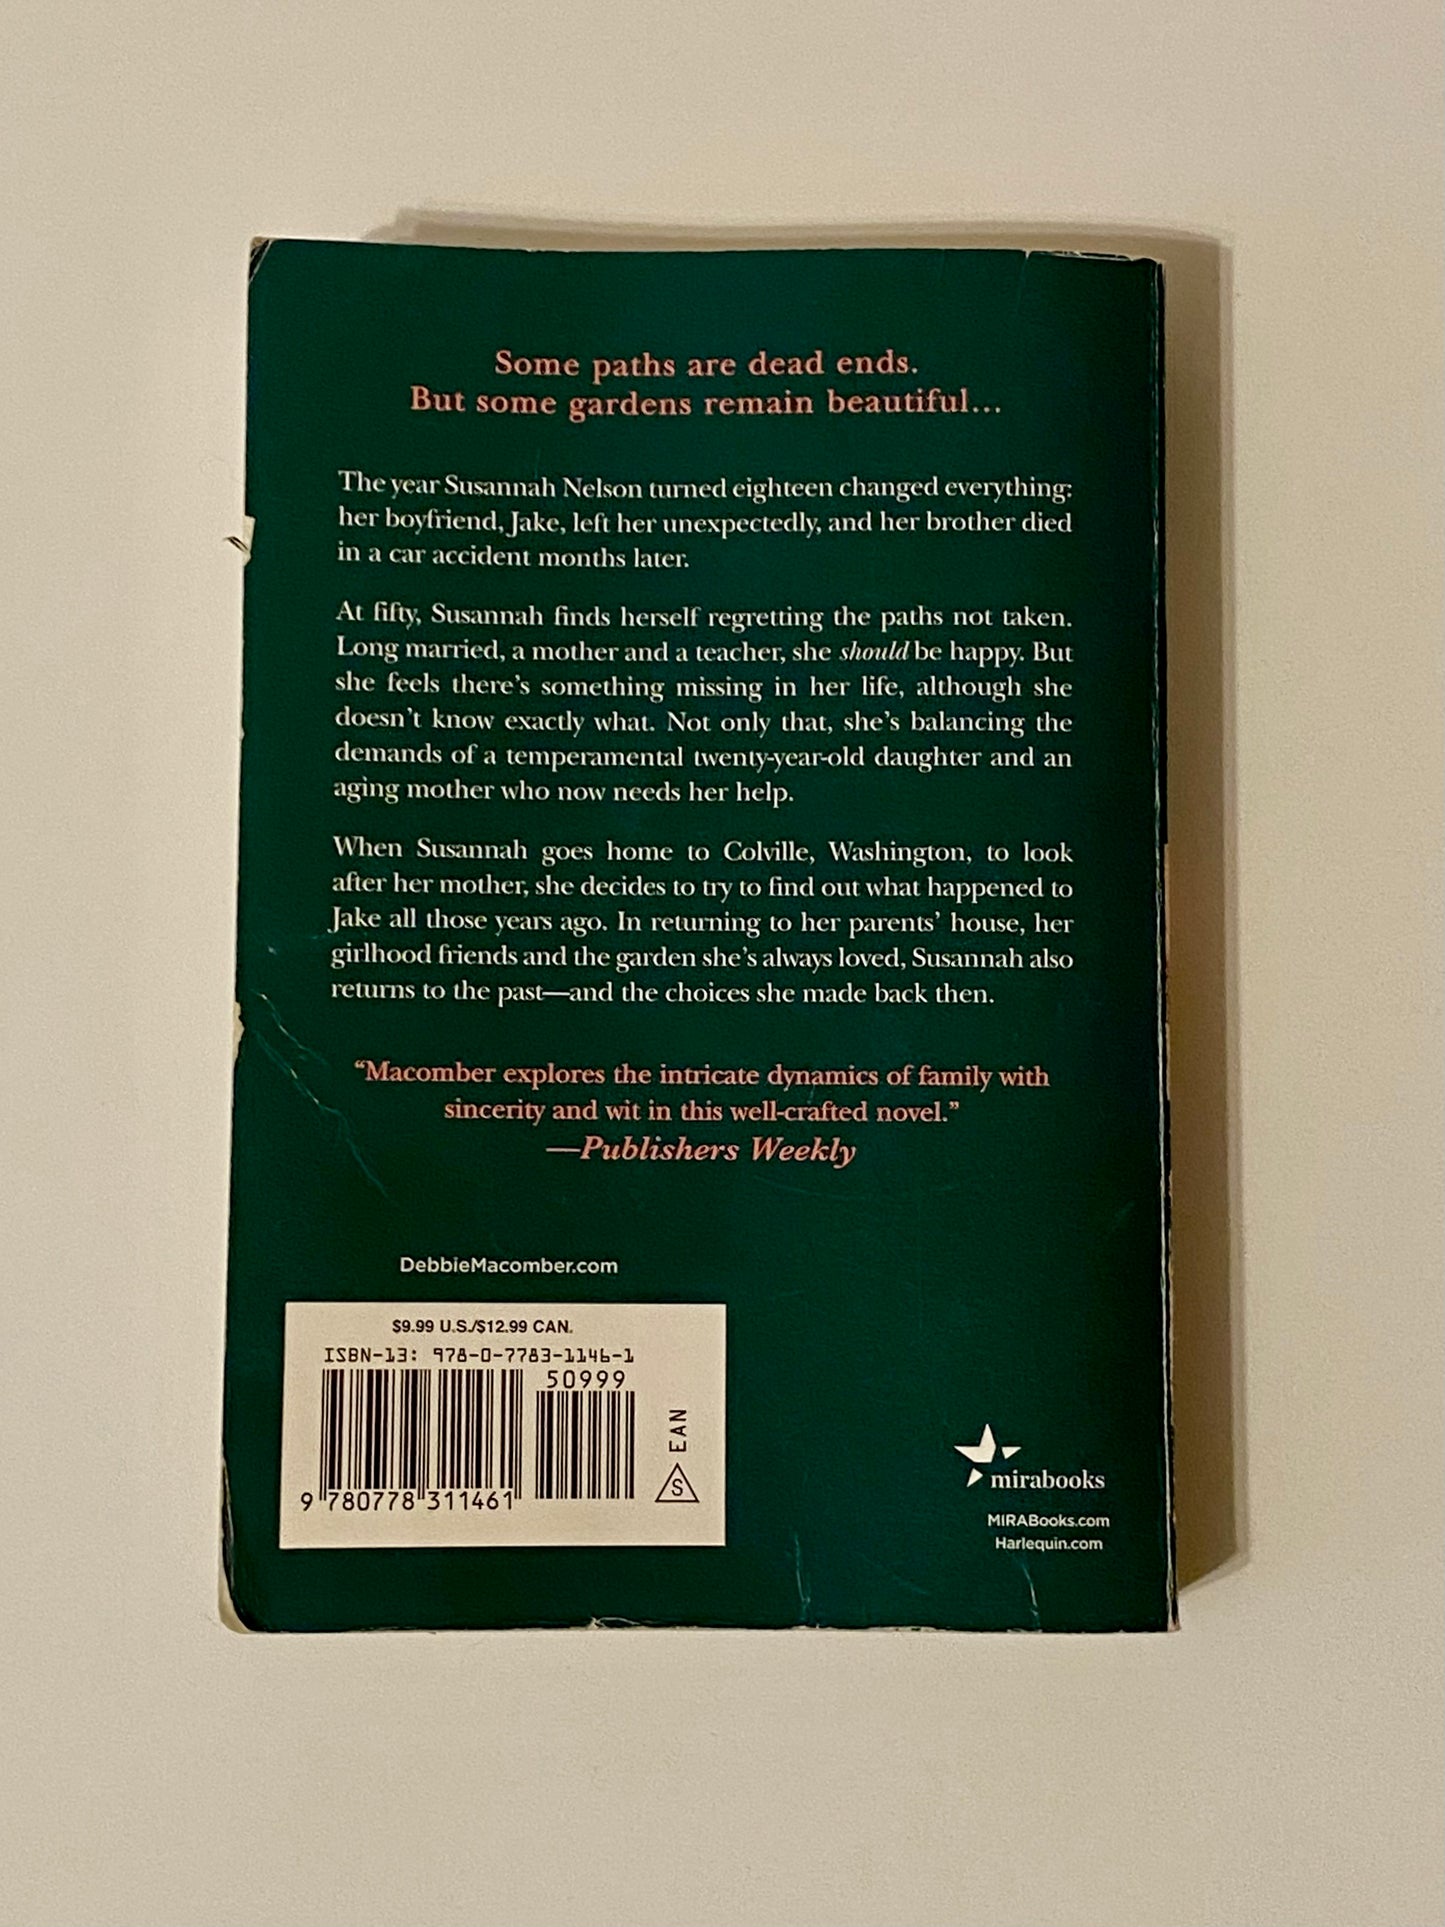 Some paths are dead ends.
But some gardens remain beautiful...
The year Susannah Nelson turned eighteen changed everything:
her boyfriend, Jake, left her unexpectedly, and her brother died
in a car accident months later.
At fifty, Susannah finds herself regretting the paths not taken.
Long married, a mother and a teacher, she should be happy. But
she feels there's something missing in her life, although she
doesn't know exactly what. Not only that, she's balancing the
demands of a temperamental twenty-year-old daughter and an
aging mother who now needs her help.
When Susannah goes home to Colville, Washington, to look
after her mother, she decides to try to find out what happened to
Jake all those years ago. In returning to her parents' house, her
girlhood friends and the garden she's always loved, Susannah also
returns to the past—and the choices she made back then.
“Macomber explores the intricate dynamics of family with
sincerity and wit in this well-crafted novel.”
—Publishers Weekly
DebbieMacomber.com
$9.99 U.S./$12.99 CAN.
ISBN-13: 978-0-7783-1146-1
50999
EAN
S
9 780778 311461
mirabooks
MIRABooks.com
Harlequin.com